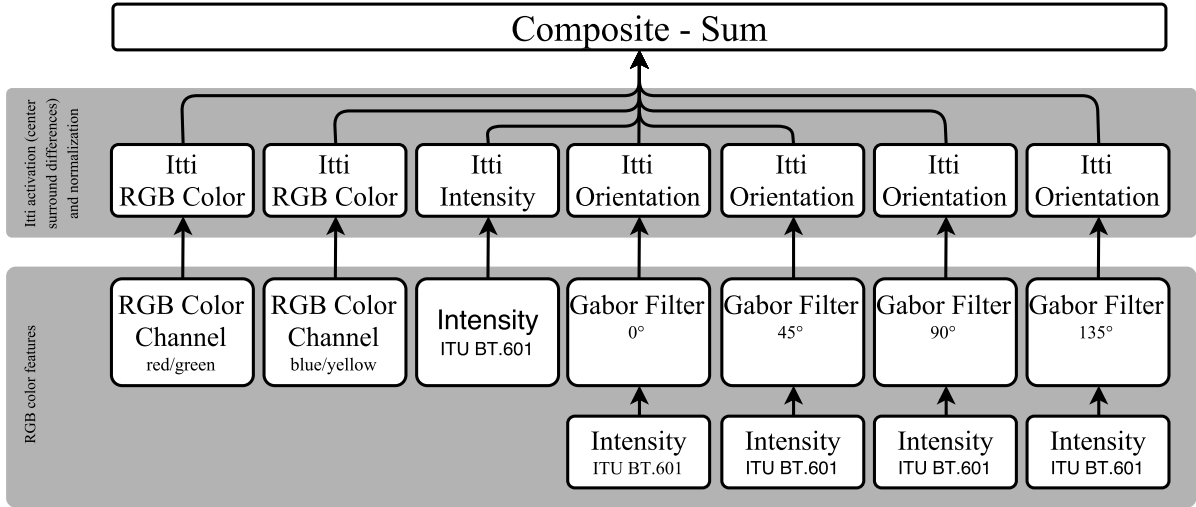 Composite - Sum
Itti activation (center
surround differences)
and normalization
Itti
RGB Color
Itti
RGB Color
Itti
Intensity
Itti
Orientation
Itti
Orientation
Itti
Orientation
Itti
Orientation
RGB color features
RGB Color
Channel
red/green
RGB Color
Channel
blue/yellow
Intensity
ITU BT.601
Gabor Filter
0°
Gabor Filter
45°
Gabor Filter
90°
Gabor Filter
135°
Intensity
ITU BT.601
Intensity
ITU BT.601
Intensity
ITU BT.601
Intensity
ITU BT.601